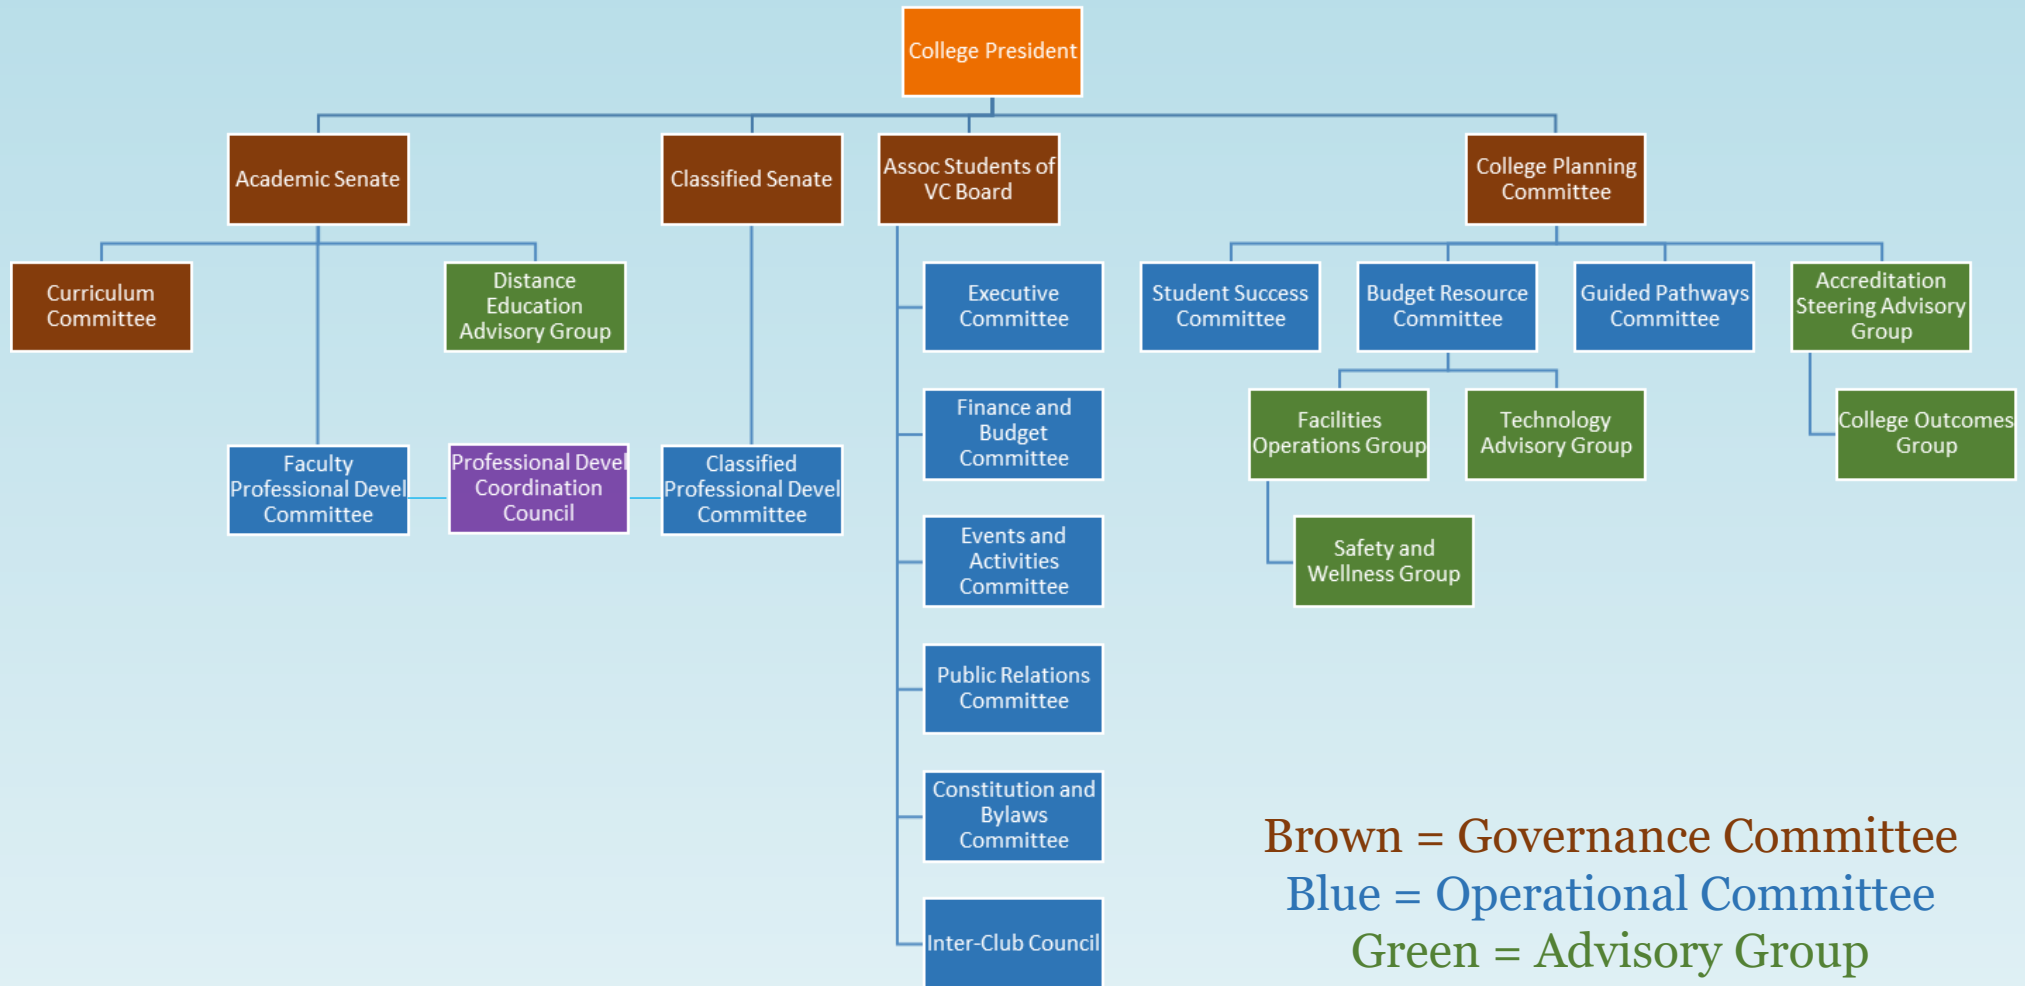 College President
Academic Senate
Classified Senate
Assoc Students of
VC Board
College Planning
Committee
Curriculum
Committee
Distance
Education
Advisory Group
Executive
Committee
Student Success
Committee
Budget Resource
Committee
Guided Pathways
Committee
Accreditation
Steering Advisory
Group
Finance and
Budget
Committee
Facilities
Operations Group
Technology
Advisory Group
College Outcomes
Group
Faculty
Professional Devel
Committee
Professional Devel
Coordination
Council
Classified
Professional Devel
Committee
Events and
Activities
Committee
Safety and
Wellness Group
Public Relations
Committee
Constitution and
Bylaws
Committee
Inter-Club Council
Brown = Governance Committee
Blue = Operational Committee
Green = Advisory Group